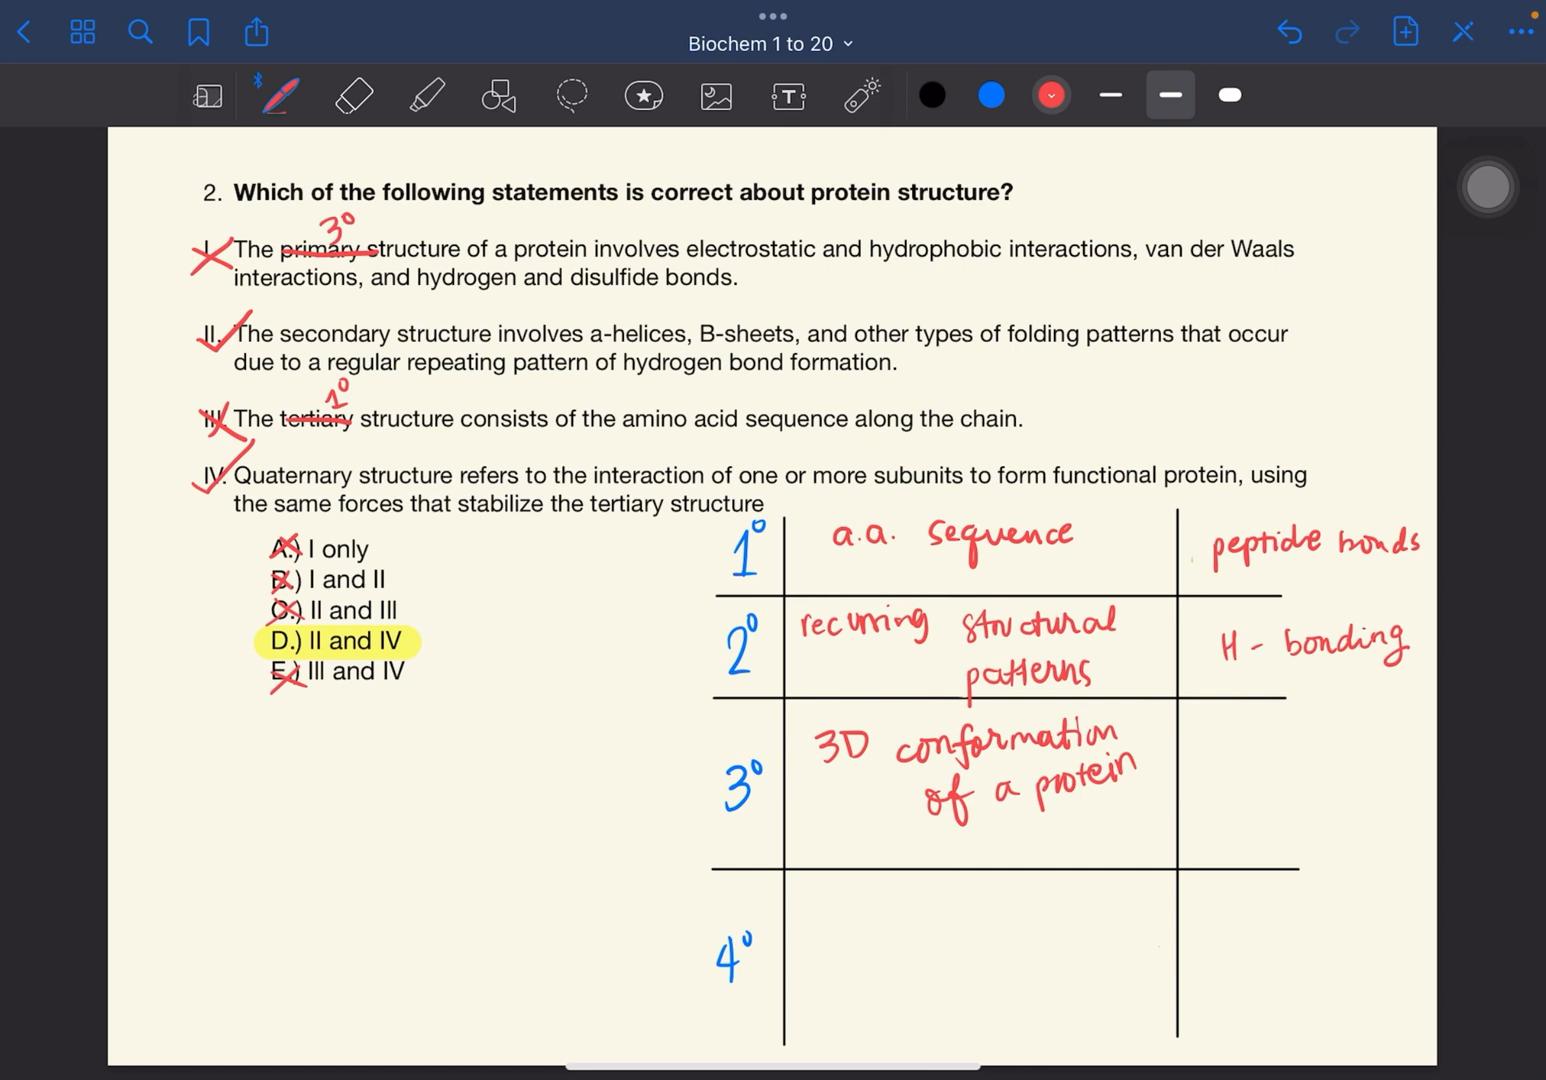 Biochem 1 to 20
T
2. Which of the following statements is correct about protein structure?
3°
I. The primary structure of a protein involves electrostatic and hydrophobic interactions, van der Waals
interactions, and hydrogen and disulfide bonds.
II. The secondary structure involves a-helices, B-sheets, and other types of folding patterns that occur
due to a regular repeating pattern of hydrogen bond formation.
1°
III. The tertiary structure consists of the amino acid sequence along the chain.
IV. Quaternary structure refers to the interaction of one or more subunits to form functional protein, using
the same forces that stabilize the tertiary structure
A.) I only
B.) I and II
C.) II and III
D.) II and IV
E.) III and IV
1° a.a. sequence peptide bonds
2° recurring structural
patterns
H - bonding
3° 3D conformation
of a protein
4°